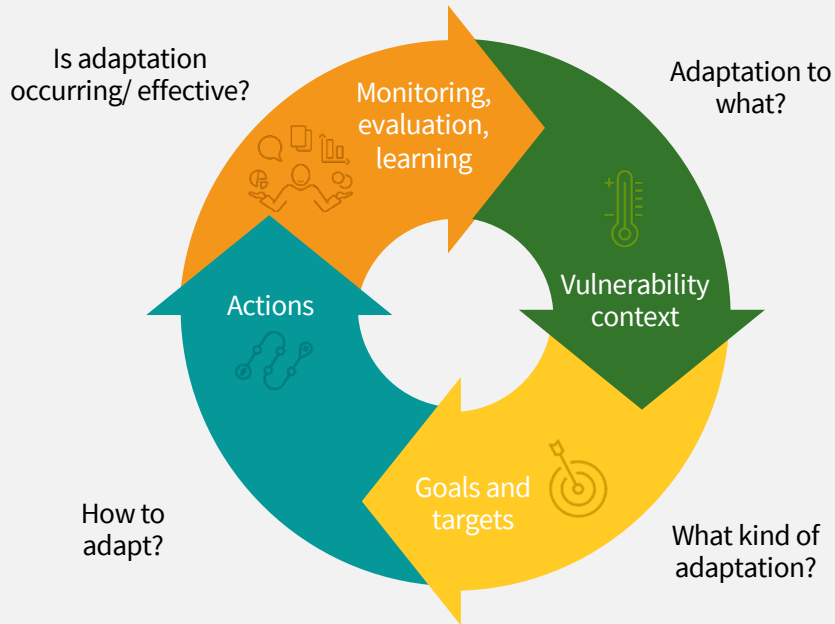 Is adaptation
occurring/ effective?
Monitoring,
evaluation,
learning
Adaptation to
what?
Vulnerability
context
Actions
Goals and
targets
How to
adapt?
What kind of
adaptation?